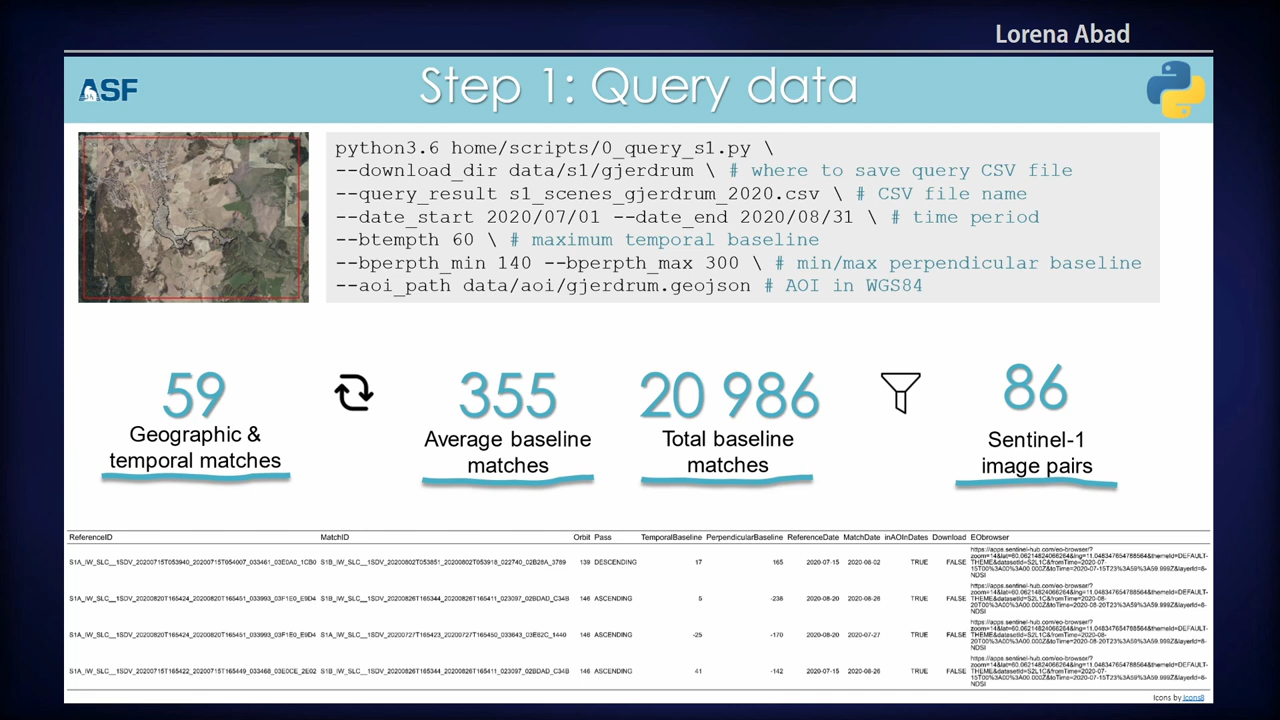 Lorena Abad
ASF
Step 1: Query data
python3.6 home/scripts/0_query_s1.py \
--download_dir data/s1/gjerdrum \ # where to save query CSV file
--query_result s1_scenes_gjerdrum_2020.csv \ # CSV file name
--date_start 2020/07/01 --date_end 2020/08/31 \ # time period
--btempth 60 \ # maximum temporal baseline
--bperpth_min 140 --bperpth_max 300 \ # min/max perpendicular baseline
--aoi_path data/aoi/gjerdrum.geojson # AOI in WGS84
59
Geographic &
temporal matches
355
Average baseline
matches
20 986
Total baseline
matches
86
Sentinel-1
image pairs
ReferenceID MatchID Orbit Pass TemporalBaseline PerpendicularBaseline ReferenceDate MatchDate inAOInDates Download EObrowser
139 DESCENDING 17 165 2020-07-15 2020-08-02 TRUE FALSE
146 ASCENDING 5 -238 2020-08-20 2020-08-26 TRUE FALSE
146 ASCENDING -25 -170 2020-08-20 2020-07-27 TRUE FALSE
146 ASCENDING 41 -142 2020-07-15 2020-08-26 TRUE FALSE
Icons by Icons8